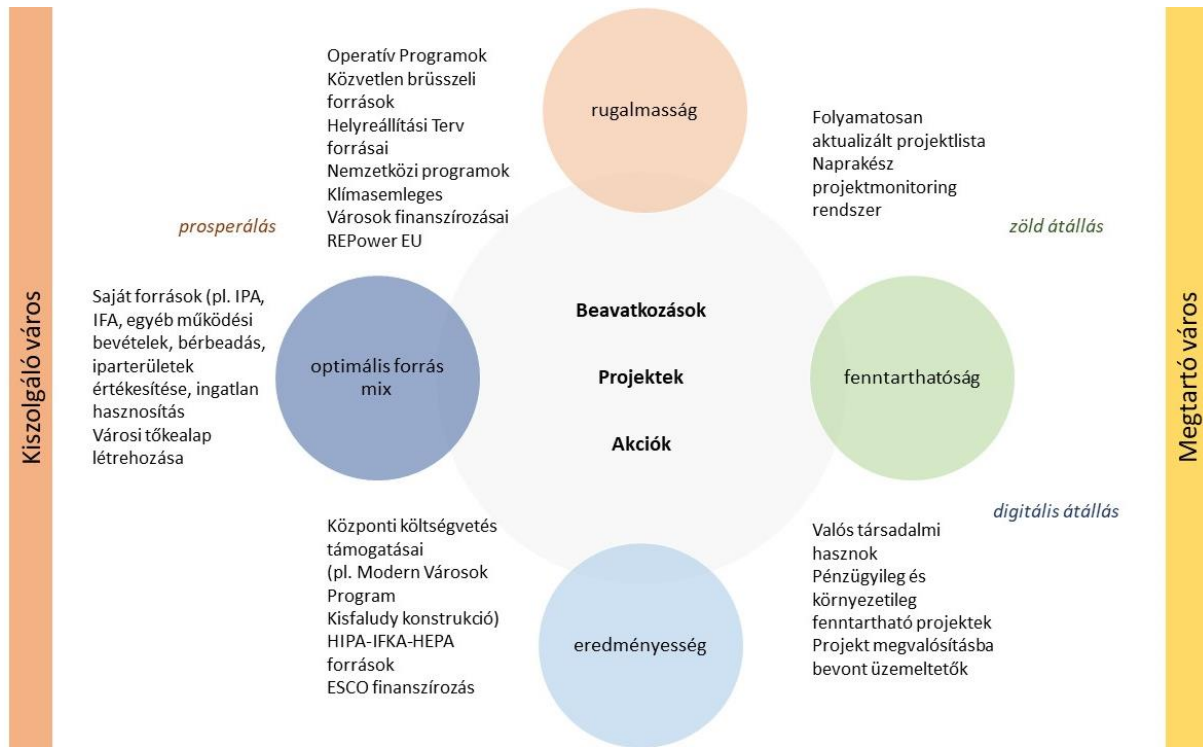 Kiszolgáló város
Operatív Programok
Közvetlen brüsszeli
források
Helyreállítási Terv
forrásai
Nemzetközi programok
Klímasemleges
Városok finanszírozásai
REPower EU
rugalmasság
Folyamatosan
aktualizált projektlista
Naprakész
projektmonitoring
rendszer
prosperálás
zöld átállás
Saját források (pl. IPA,
IFA, egyéb működési
bevételek, bérbeadás,
iparterületek
értékesítése, ingatlan
hasznosítás
Városi tőkealap
létrehozása
optimális forrás
mix
Beavatkozások
Projektek
Akciók
fenntarthatóság
digitális átállás
Központi költségvetés
támogatásai
(pl. Modern Városok
Program
Kisfaludy konstrukció)
HIPA-IFKA-HEPA
források
ESCO finanszírozás
eredményesség
Valós társadalmi
hasznok
Pénzügyileg és
környezetileg
fenntartható projektek
Projekt megvalósításba
bevont üzemeltetők
Megtartó város